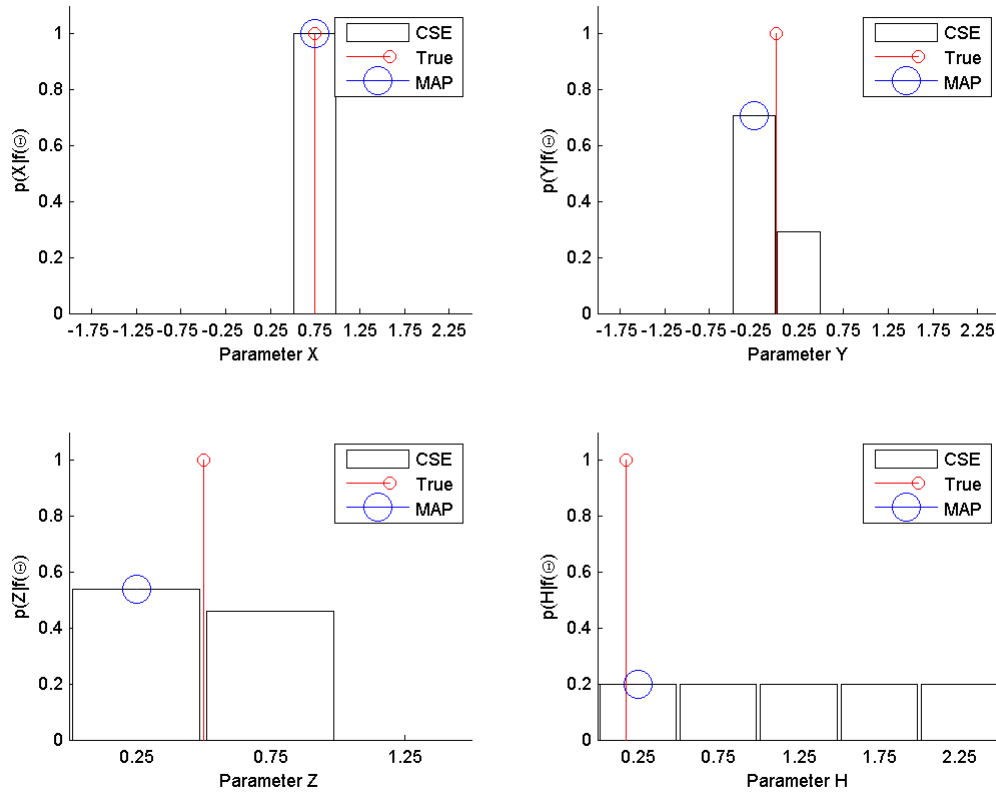 p(X|f(Θ)
1
0.8
0.6
0.4
0.2
0
-1.75 -1.25 -0.75 -0.25 0.25 0.75 1.25 1.75 2.25
Parameter X
CSE
True
MAP
p(Y|f(Θ)
1
0.8
0.6
0.4
0.2
0
-1.75 -1.25 -0.75 -0.25 0.25 0.75 1.25 1.75 2.25
Parameter Y
CSE
True
MAP
p(Z|f(Θ)
1
0.8
0.6
0.4
0.2
0
0.25 0.75 1.25
Parameter Z
CSE
True
MAP
p(H|f(Θ)
1
0.8
0.6
0.4
0.2
0
0.25 0.75 1.25 1.75 2.25
Parameter H
CSE
True
MAP